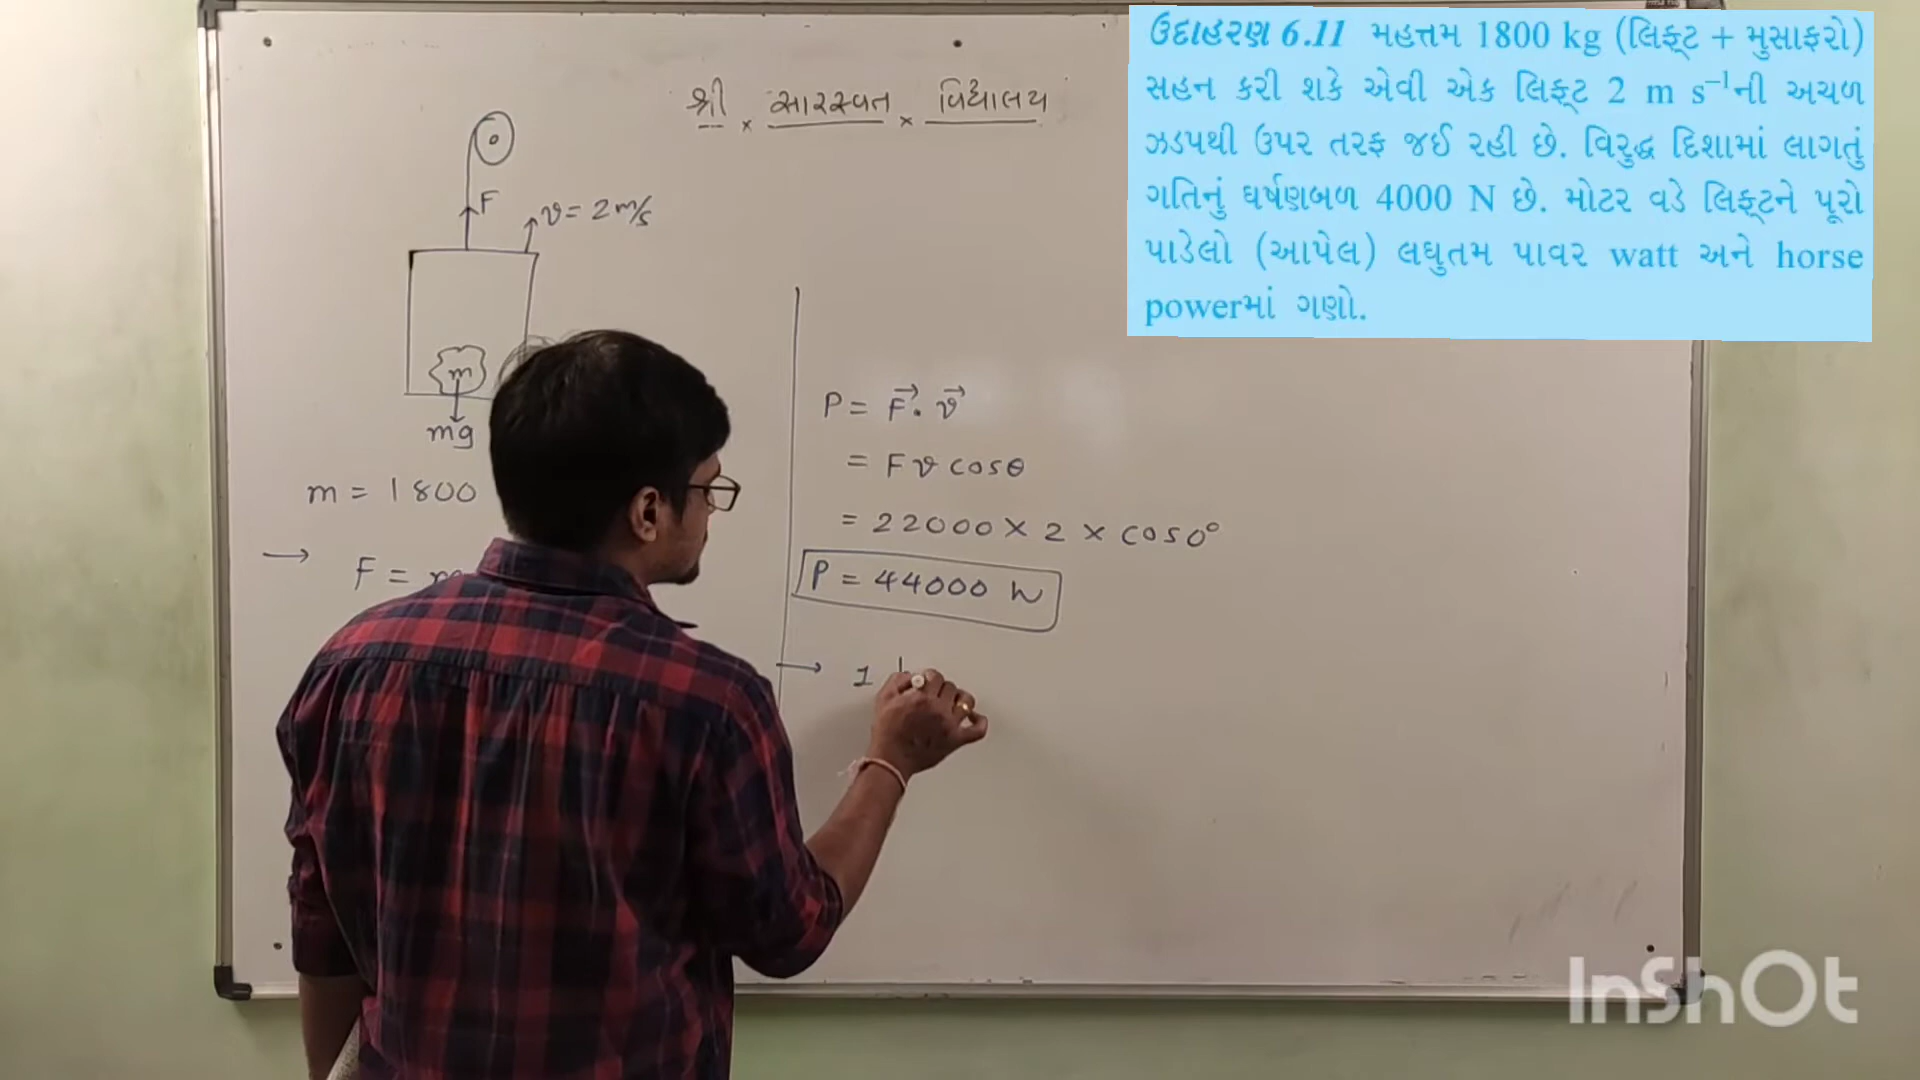 ઉદાહરણ 6.11 મહત્તમ 1800 kg (લિફ્ટ + મુસાફરો)
સહન કરી શકે એવી એક લિફ્ટ 2 m s⁻¹ની અચળ
ઝડપથી ઉપર તરફ જઈ રહી છે. વિરુદ્ધ દિશામાં લાગતું
ગતિનું ઘર્ષણબળ 4000 N છે. મોટર વડે લિફ્ટને પૂરો
પાડેલો (આપેલ) લઘુતમ પાવર watt અને horse
powerમાં ગણો.
શ્રી × સારસ્વત × વિદ્યાલય
F
v = 2 m/s
m
mg
m = 1800
→ F = m
P = F⃗ . v⃗
= F v cosθ
= 22000 × 2 × cos0°
P = 44000 W
→ 1
InShOt